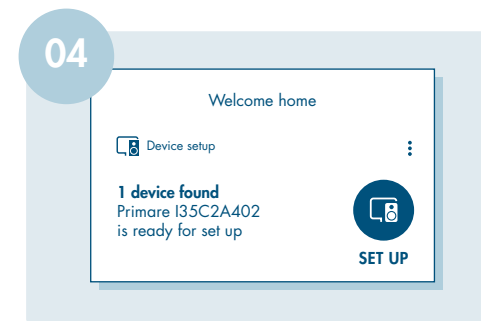 04
Welcome home
Device setup
1 device found
Primare I35C2A402
is ready for set up
SET UP